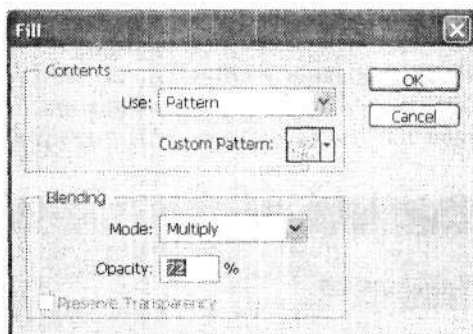 Fill
Contents
OK
Use: Pattern
Cancel
Custom Pattern:
Blending
Mode: Multiply
Opacity: 72 %
Preserve Transparency